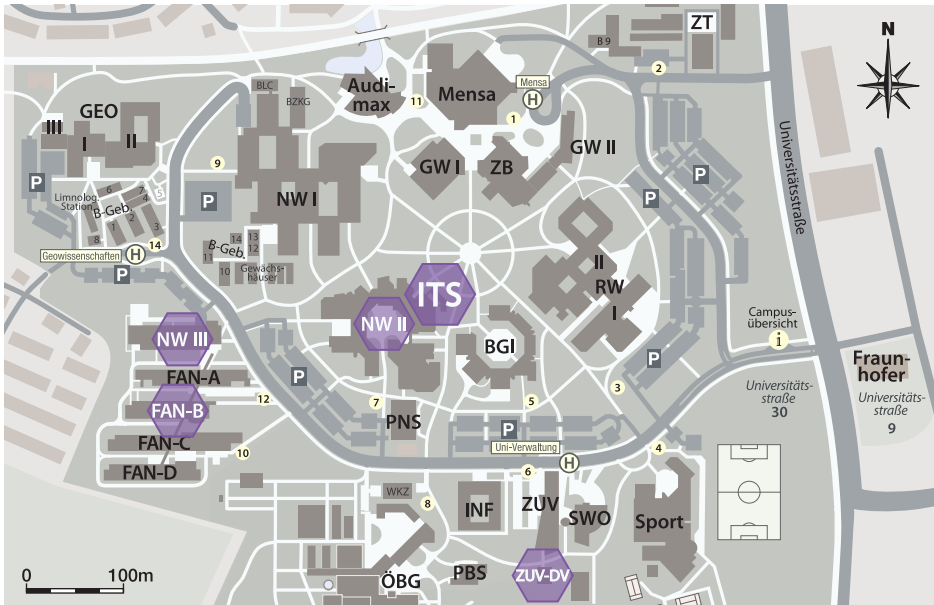 ZT
B 9
N
2
Audi-
max
11
Mensa
Mensa
H
1
BLC
BZKG
GEO
III
I
II
GW I
ZB
GW II
Universitätsstraße
9
P
P
P
NW I
Limnolog.
Station
6
7
4
5
B-Geb.
1
2
3
8
14
Geowissenschaften
H
P
14
13
12
B-Geb.
11
10
Gewächs-
häuser
II
RW
I
ITS
NW II
BGI
NW III
FAN-A
FAN-B
FAN-C
FAN-D
12
10
P
7
PNS
5
3
P
P
Campus-
übersicht
i
Fraun-
hofer
Universitäts-
straße
30
Universitäts-
straße
9
Uni-Verwaltung
H
6
4
WKZ
8
INF
ZUV
SWO
Sport
ÖBG
PBS
ZUV-DV
0
100m